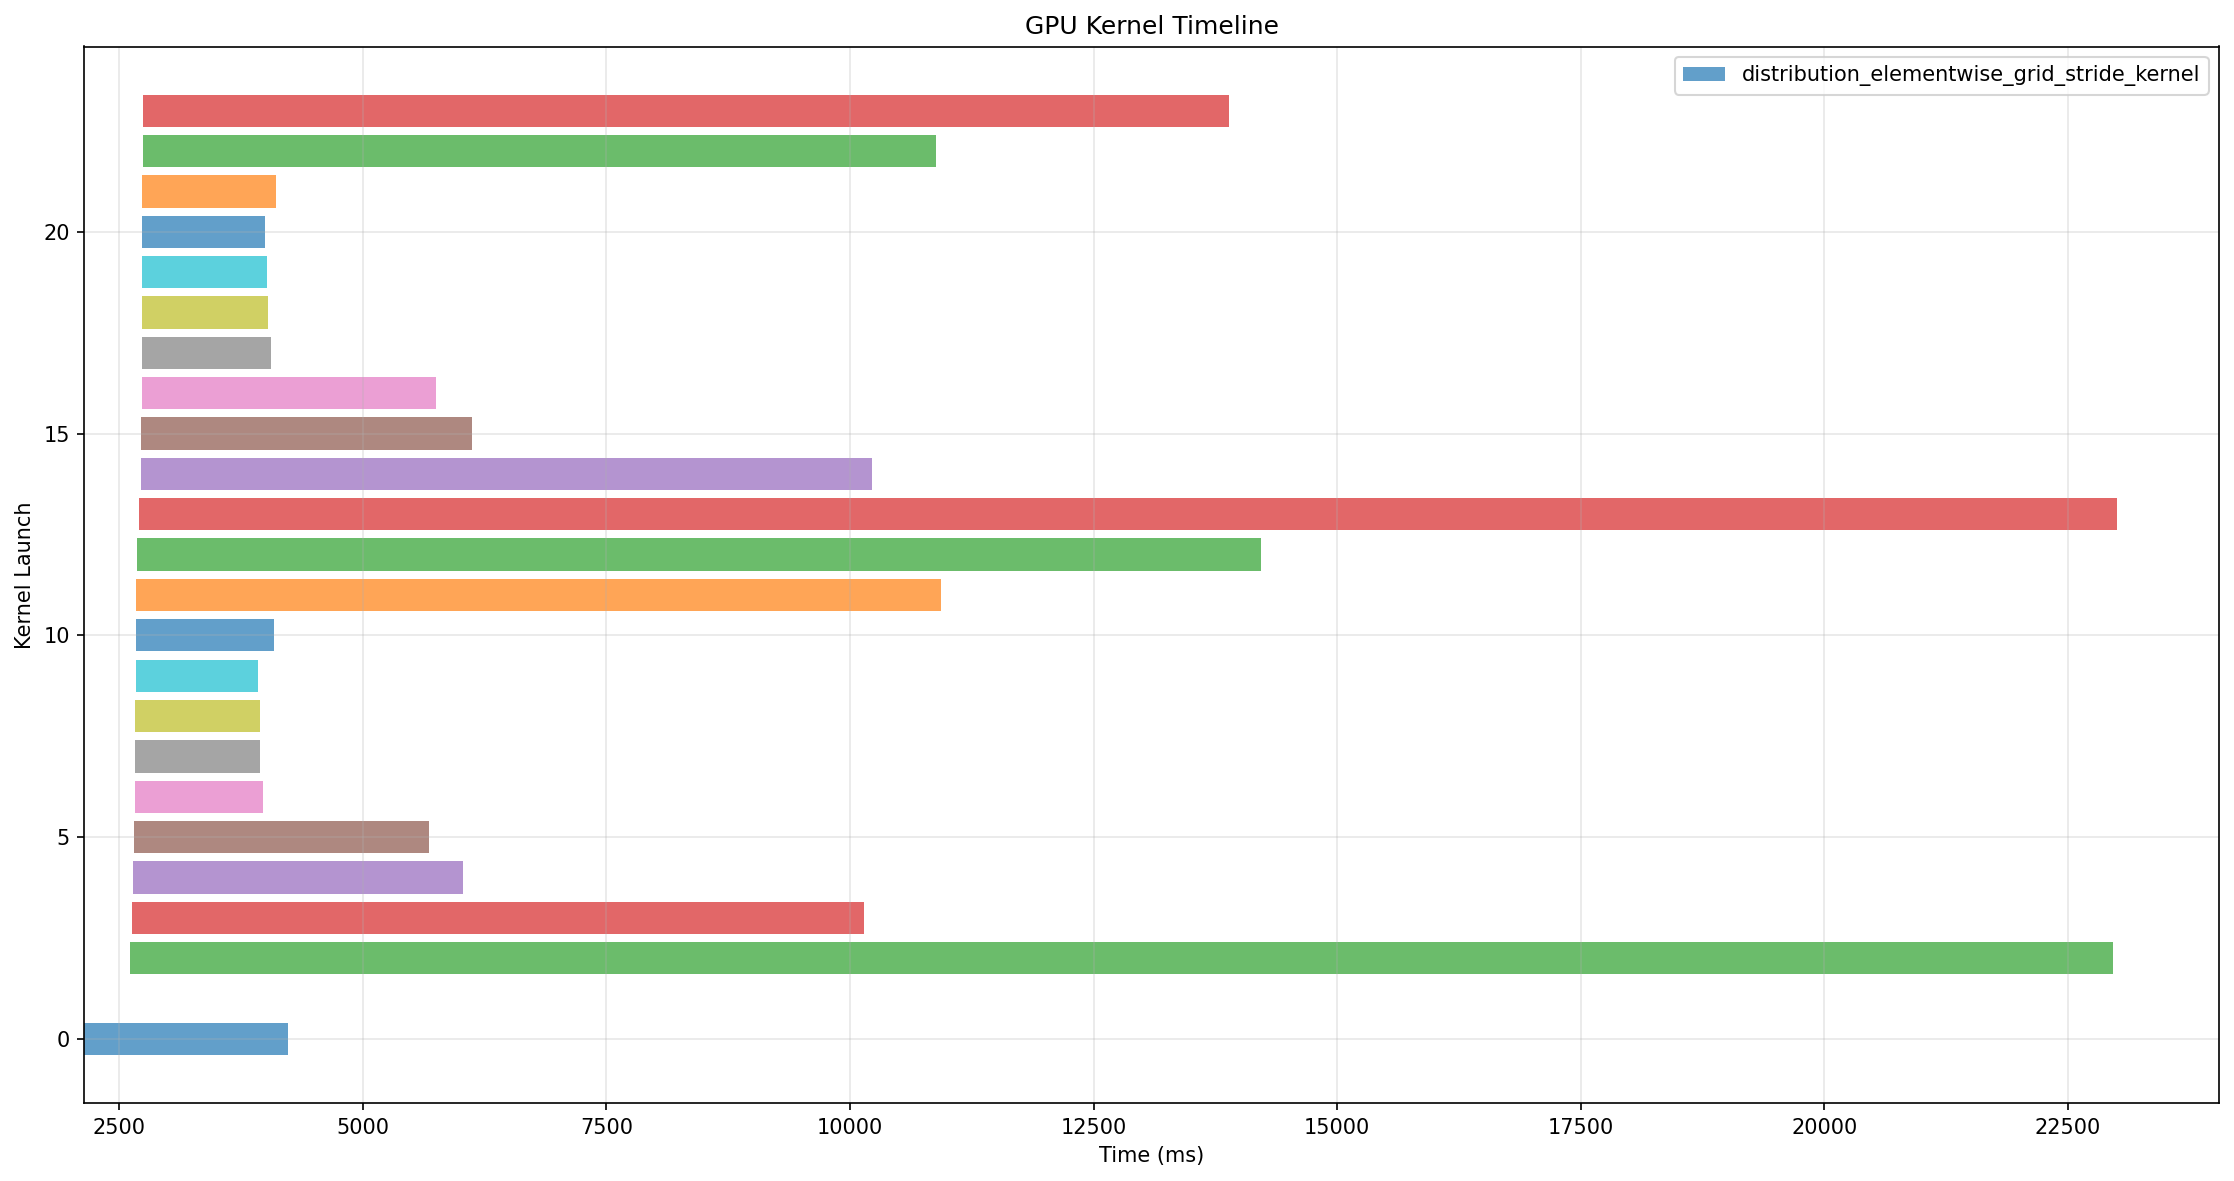 GPU Kernel Timeline
distribution_elementwise_grid_stride_kernel
Kernel Launch
20
15
10
5
0
2500 5000 7500 10000 12500 15000 17500 20000 22500
Time (ms)